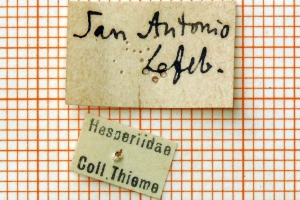 San Antonio
Lefeb.
Hesperiidae
Coll. Thieme